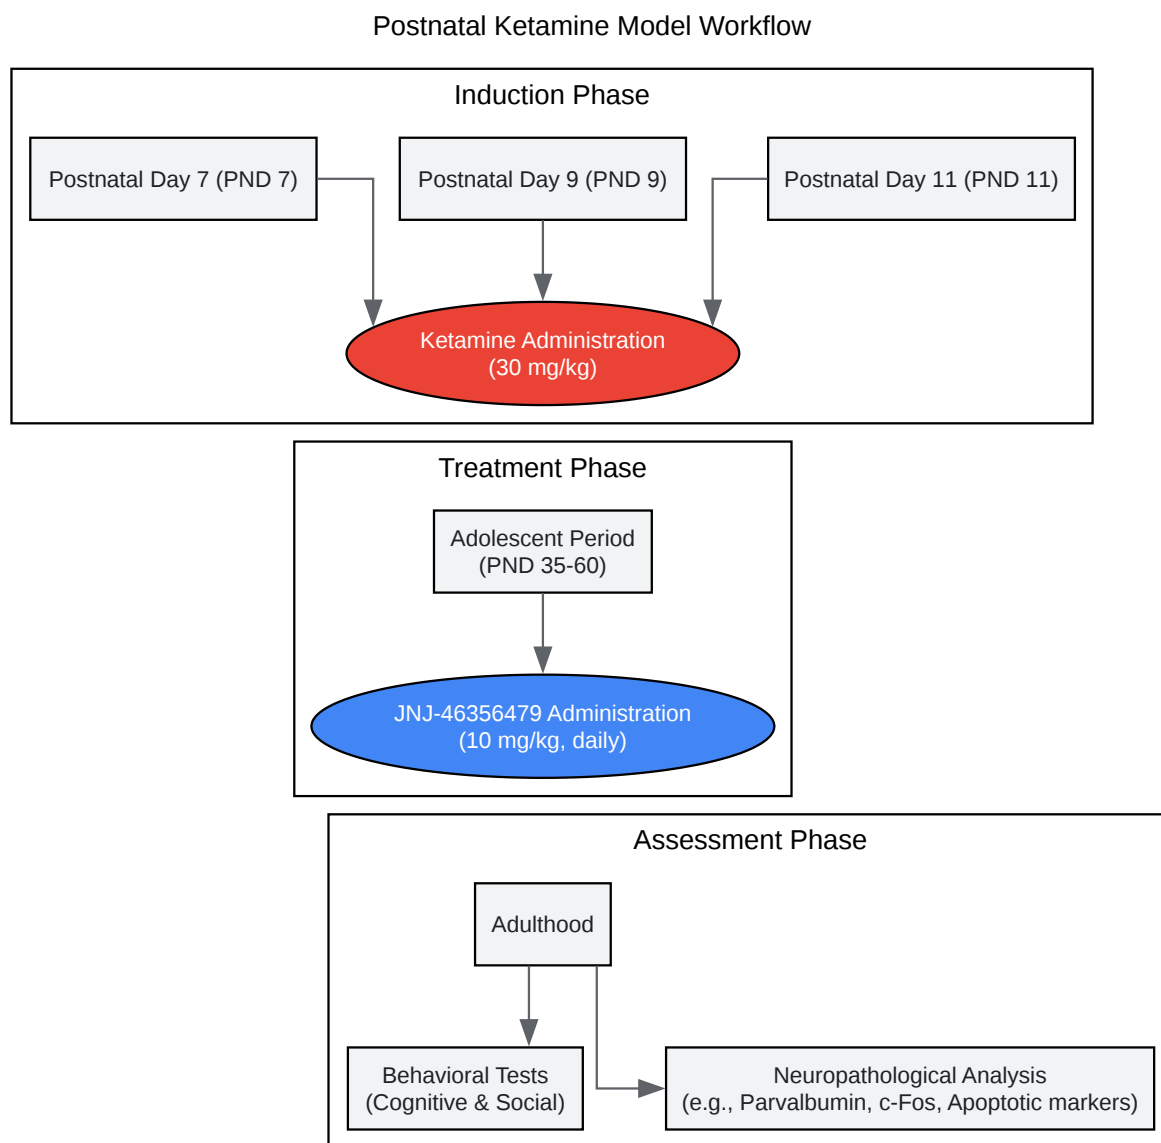 Postnatal Ketamine Model Workflow
Induction Phase
Postnatal Day 7 (PND 7)
Postnatal Day 9 (PND 9)
Postnatal Day 11 (PND 11)
Ketamine Administration
(30 mg/kg)
Treatment Phase
Adolescent Period
(PND 35-60)
JNJ-46356479 Administration
(10 mg/kg, daily)
Assessment Phase
Adulthood
Behavioral Tests
(Cognitive & Social)
Neuropathological Analysis
(e.g., Parvalbumin, c-Fos, Apoptotic markers)